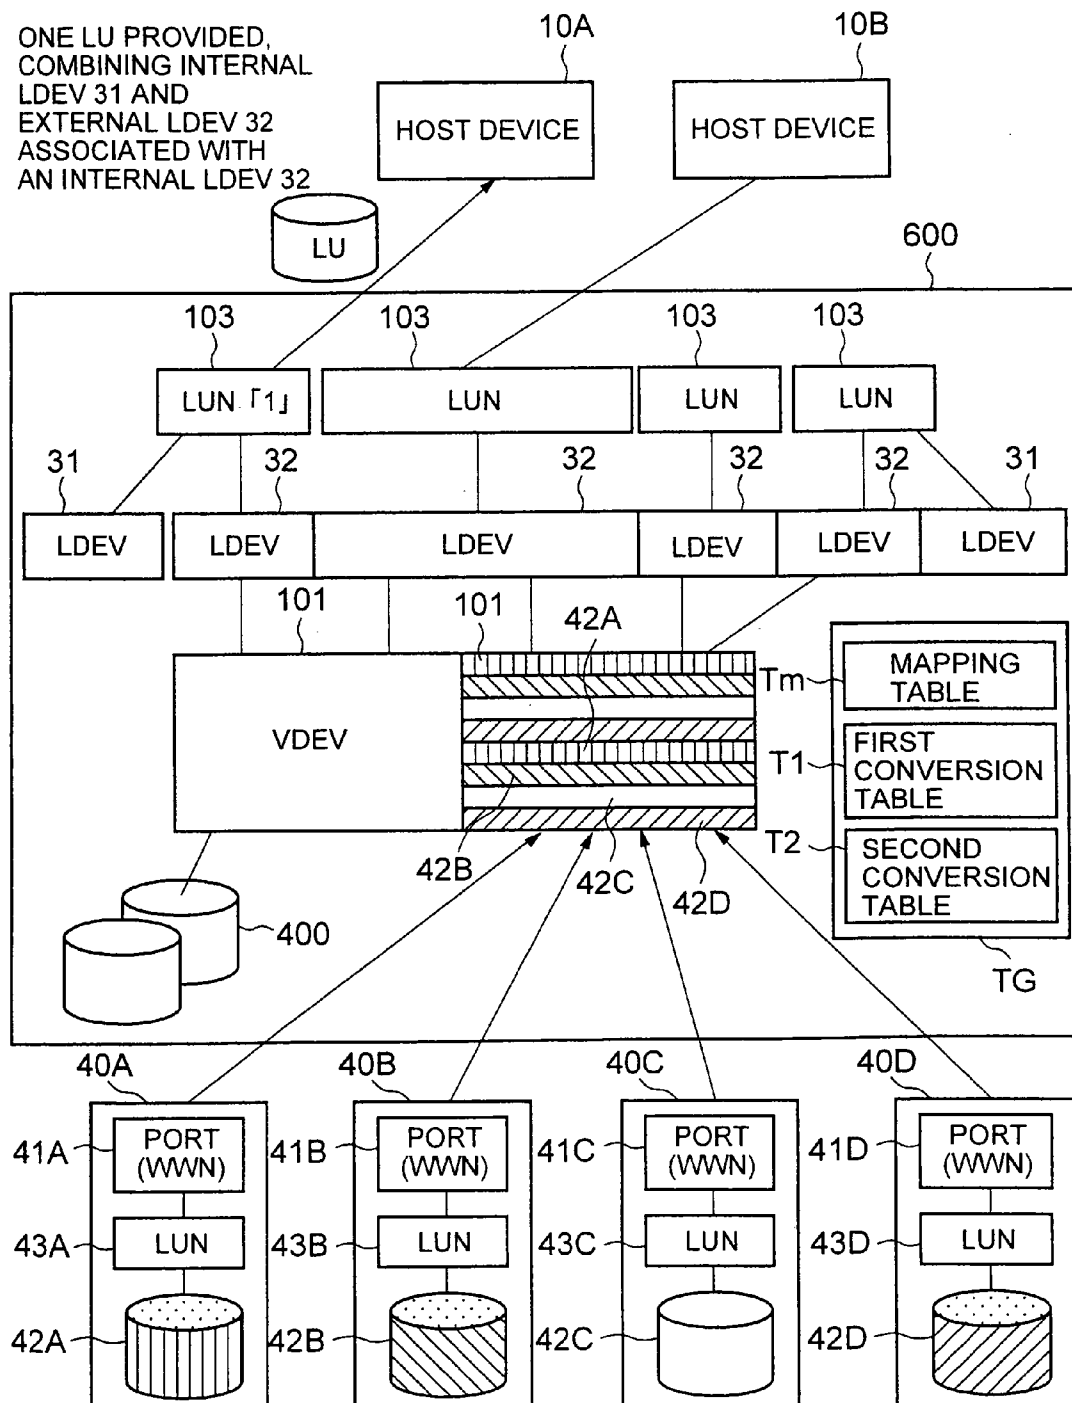 ONE LU PROVIDED,
COMBINING INTERNAL
LDEV 31 AND
EXTERNAL LDEV 32
ASSOCIATED WITH
AN INTERNAL LDEV 32
10A
10B
HOST DEVICE
HOST DEVICE
LU
600
103
103
103
103
LUN「1」
LUN
LUN
LUN
31
32
32
32
32
31
LDEV
LDEV
LDEV
LDEV
LDEV
LDEV
101
101
42A
VDEV
42B
42C
42D
Tm
MAPPING
TABLE
T1
FIRST
CONVERSION
TABLE
T2
SECOND
CONVERSION
TABLE
TG
400
40A
40B
40C
40D
41A
PORT
(WWN)
41B
PORT
(WWN)
41C
PORT
(WWN)
41D
PORT
(WWN)
43A
LUN
43B
LUN
43C
LUN
43D
LUN
42A
42B
42C
42D